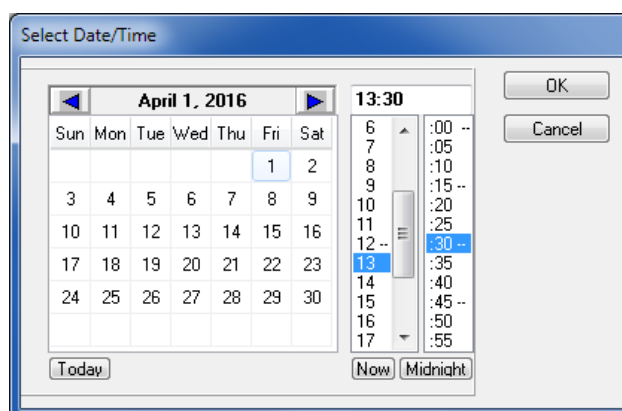 Select Date/Time
April 1, 2016
Sun Mon Tue Wed Thu Fri Sat
1 2
3 4 5 6 7 8 9
10 11 12 13 14 15 16
17 18 19 20 21 22 23
24 25 26 27 28 29 30
Today
13:30
6
7
8
9
10
11
12 --
13
14
15
16
17
:00 --
:05
:10
:15 --
:20
:25
:30 --
:35
:40
:45 --
:50
:55
Now Midnight
OK
Cancel